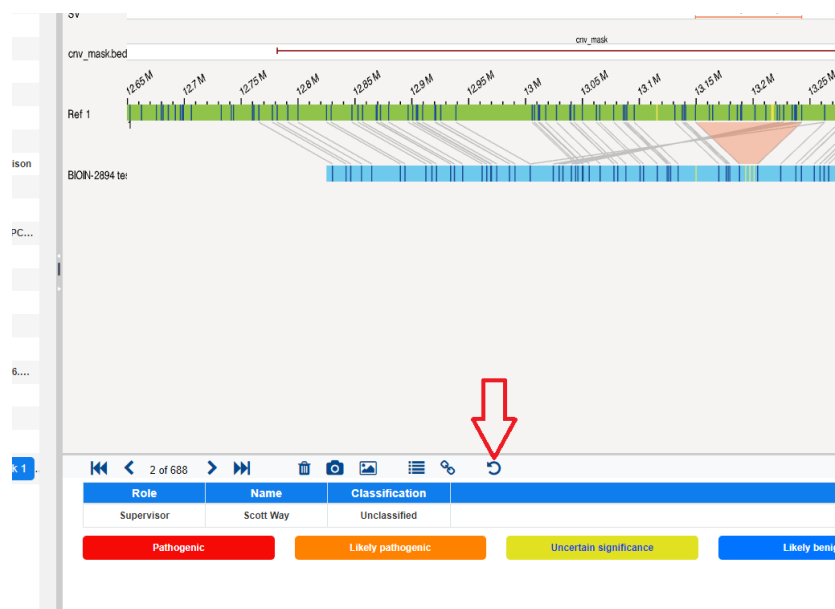 SV
cnv_mask
cnv_mask.bed
12.65 M 12.7 M 12.75 M 12.8 M 12.85 M 12.9 M 12.95 M 13 M 13.05 M 13.1 M 13.15 M 13.2 M 13.25 M
Ref 1
ison
BIOIN-2894 te
PC...
6....
k 1
2 of 688
Role Name Classification
Supervisor Scott Way Unclassified
Pathogenic Likely pathogenic Uncertain significance Likely beni